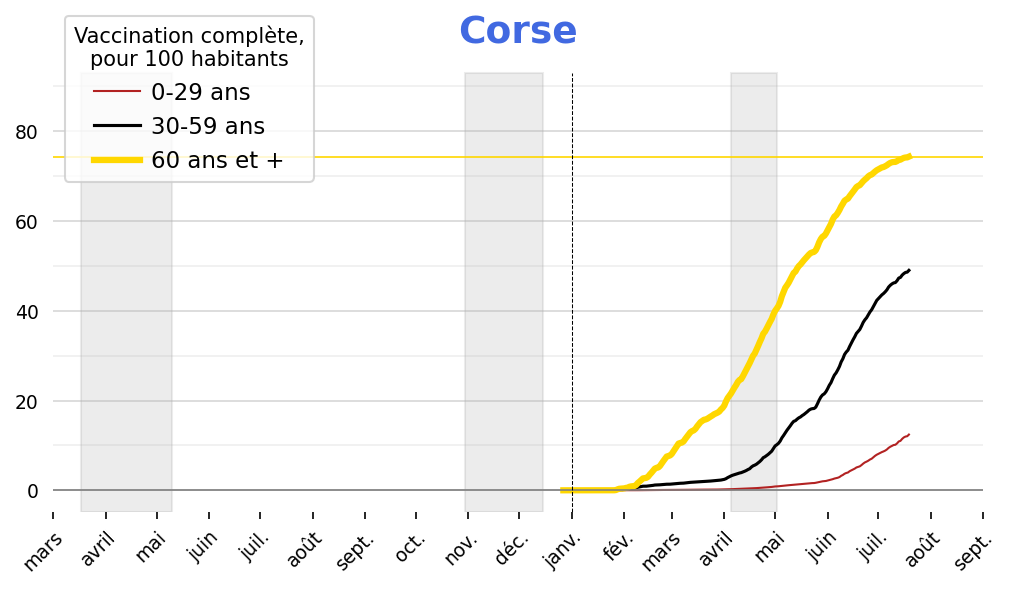 Corse
Vaccination complète,
pour 100 habitants
0-29 ans
30-59 ans
60 ans et +
80
60
40
20
0
mars avril mai juin juil. août sept. oct. nov. déc. janv. fév. mars avril mai juin juil. août sept.